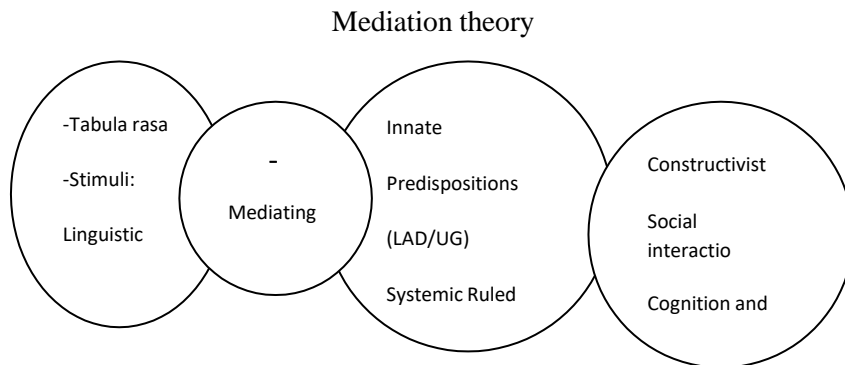 Mediation theory
-Tabula rasa
-Stimuli:
Linguistic
-
Mediating
Innate
Predispositions
(LAD/UG)
Systemic Ruled
Constructivist
Social
interactio
Cognition and